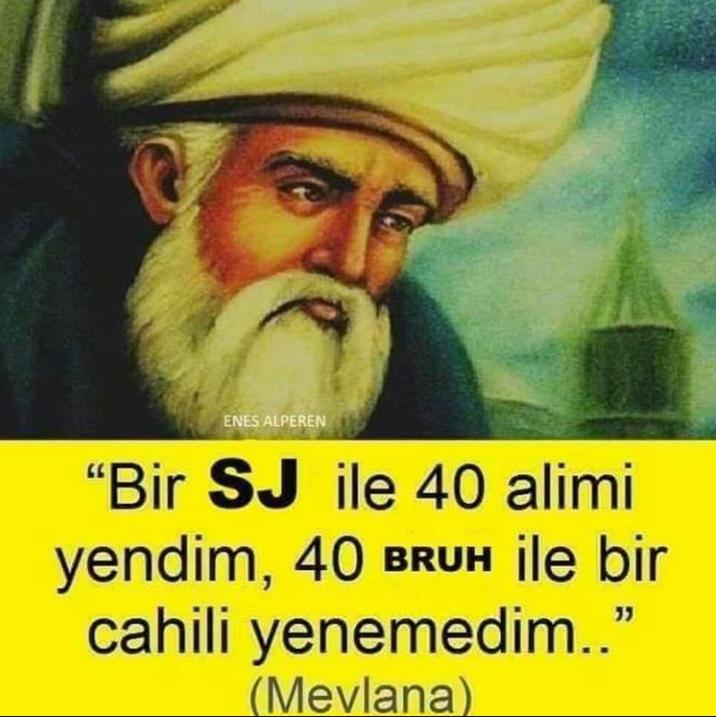 ENES ALPEREN
“Bir SJ ile 40 alimi
yendim, 40 BRUH ile bir
cahili yenemedim..”
(Mevlana)